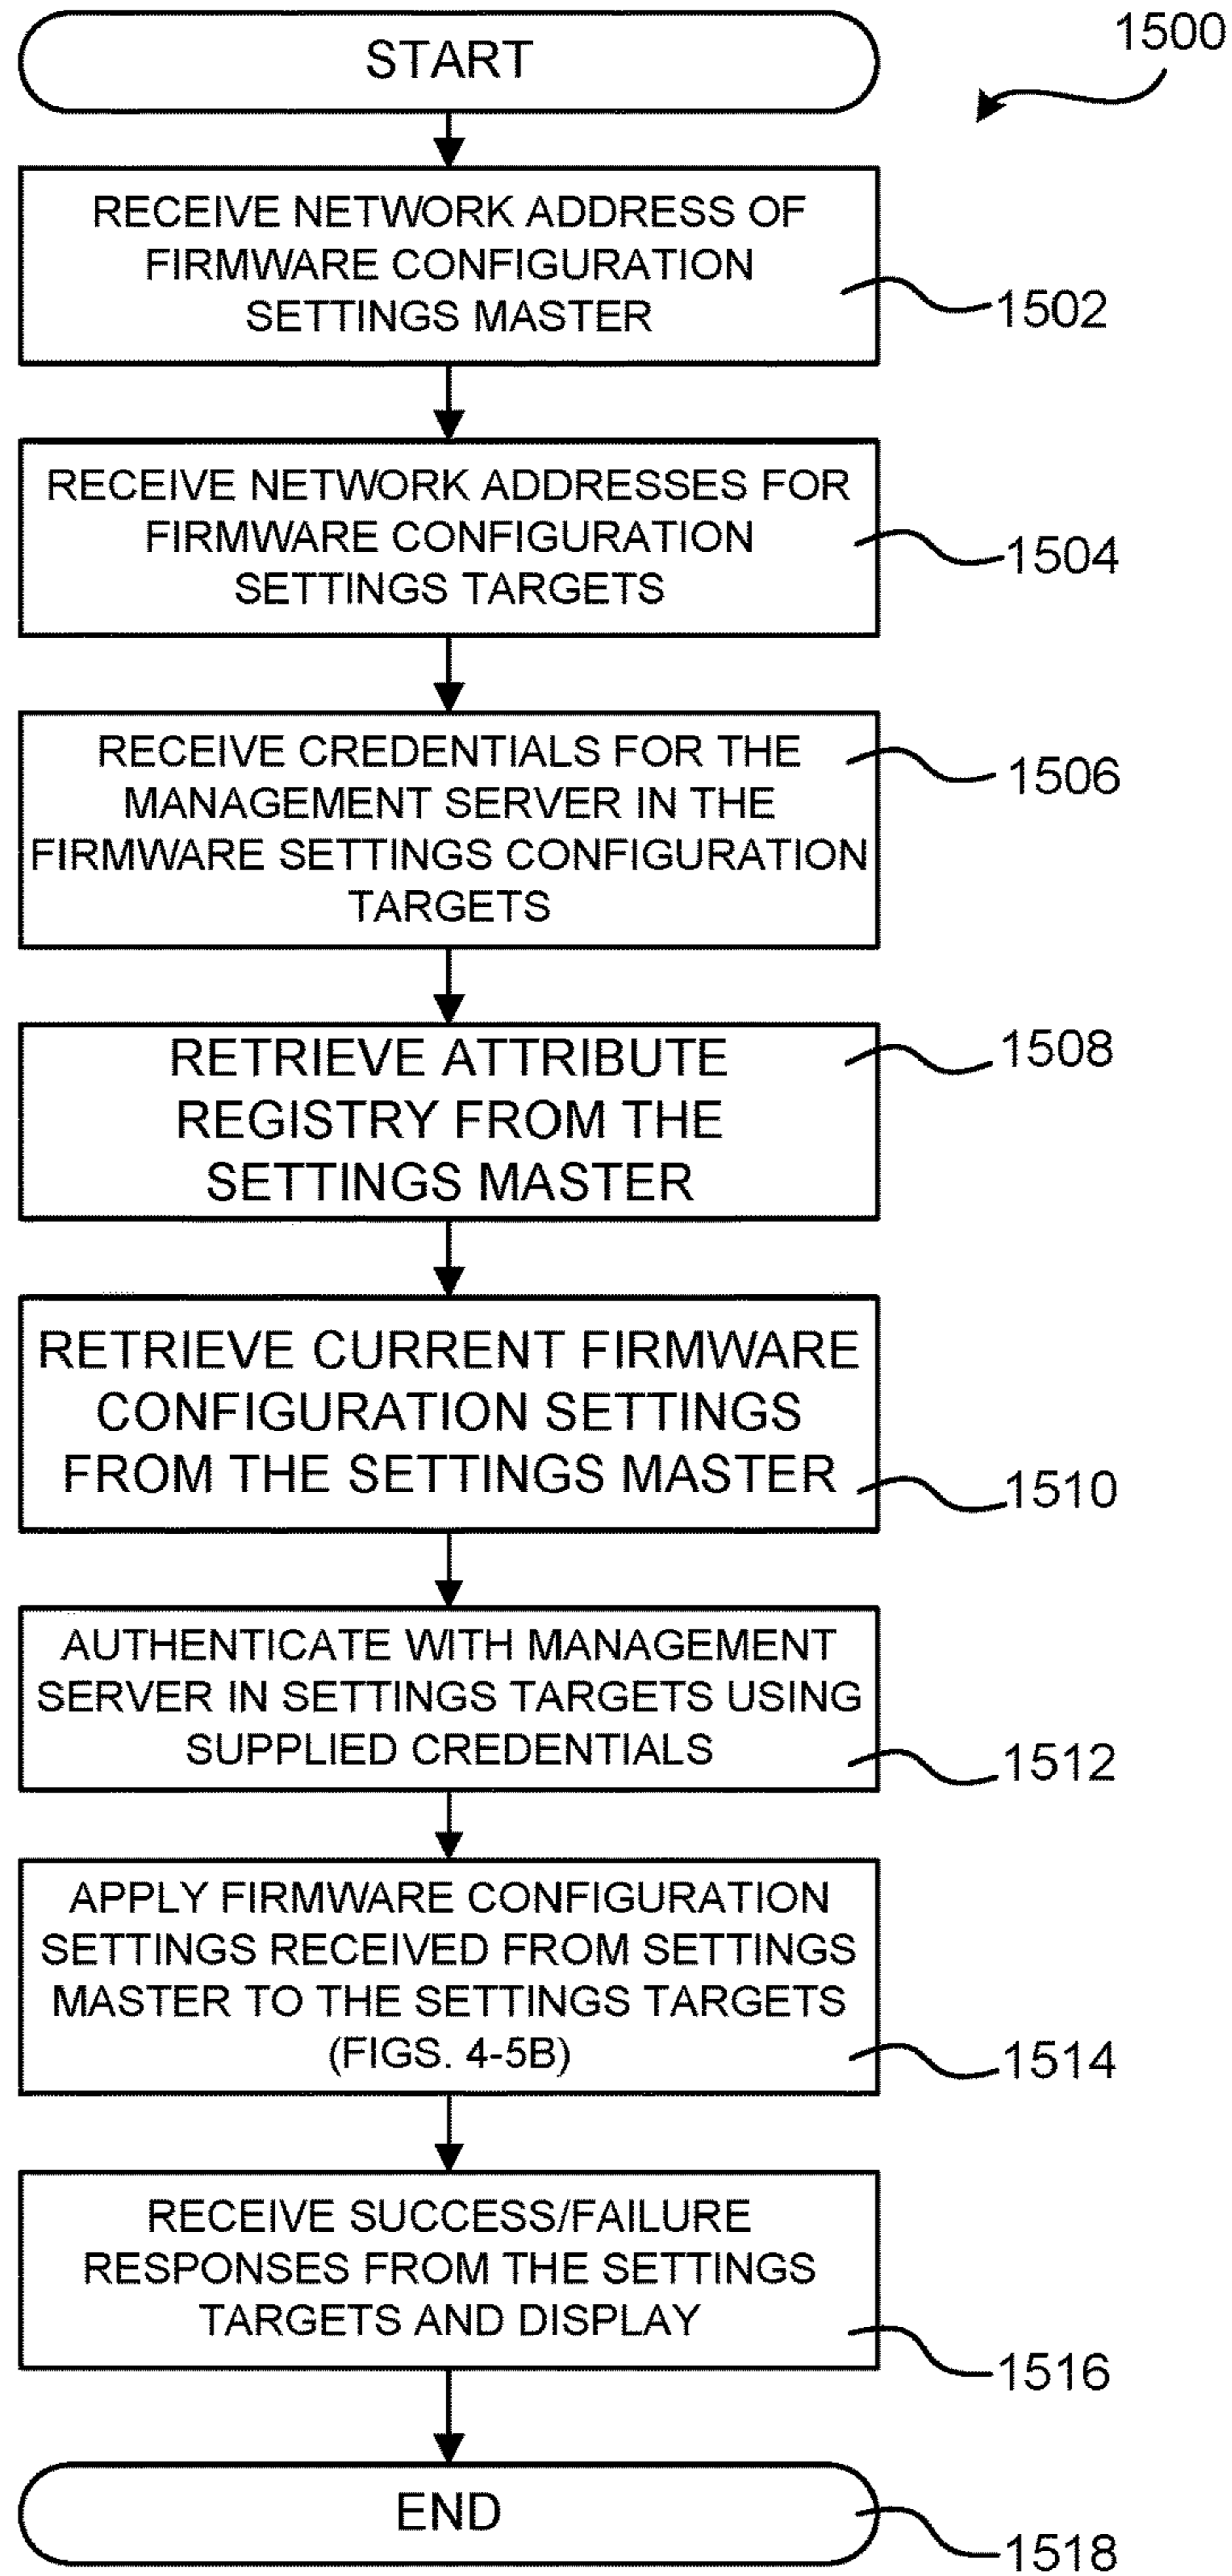 START
1500
RECEIVE NETWORK ADDRESS OF
FIRMWARE CONFIGURATION
SETTINGS MASTER
1502
RECEIVE NETWORK ADDRESSES FOR
FIRMWARE CONFIGURATION
SETTINGS TARGETS
1504
RECEIVE CREDENTIALS FOR THE
MANAGEMENT SERVER IN THE
FIRMWARE SETTINGS CONFIGURATION
TARGETS
1506
RETRIEVE ATTRIBUTE
REGISTRY FROM THE
SETTINGS MASTER
1508
RETRIEVE CURRENT FIRMWARE
CONFIGURATION SETTINGS
FROM THE SETTINGS MASTER
1510
AUTHENTICATE WITH MANAGEMENT
SERVER IN SETTINGS TARGETS USING
SUPPLIED CREDENTIALS
1512
APPLY FIRMWARE CONFIGURATION
SETTINGS RECEIVED FROM SETTINGS
MASTER TO THE SETTINGS TARGETS
(FIGS. 4-5B)
1514
RECEIVE SUCCESS/FAILURE
RESPONSES FROM THE SETTINGS
TARGETS AND DISPLAY
1516
END
1518